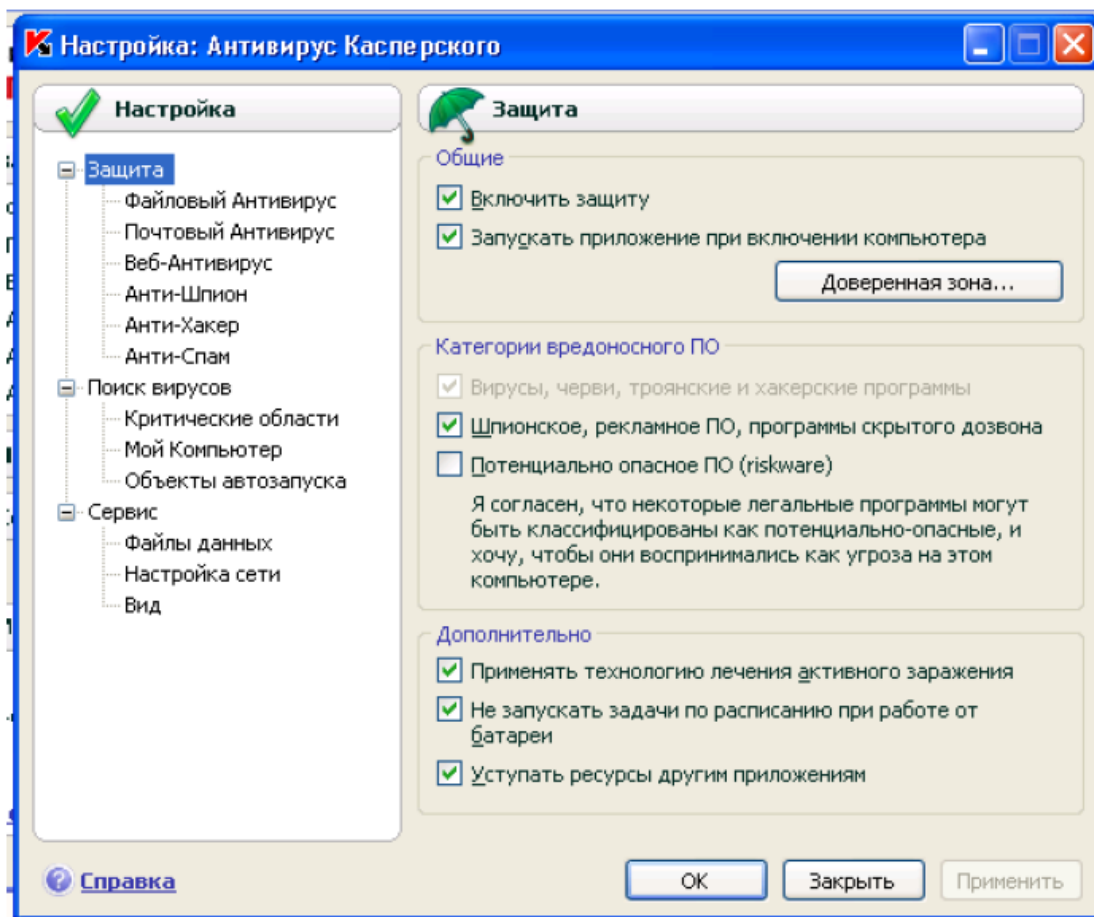 Настройка: Антивирус Касперского
Настройка
Защита
Файловый Антивирус
Почтовый Антивирус
Веб-Антивирус
Анти-Шпион
Анти-Хакер
Анти-Спам
Поиск вирусов
Критические области
Мой Компьютер
Объекты автозапуска
Сервис
Файлы данных
Настройка сети
Вид
Защита
Общие
Включить защиту
Запускать приложение при включении компьютера
Доверенная зона...
Категории вредоносного ПО
Вирусы, черви, троянские и хакерские программы
Шпионское, рекламное ПО, программы скрытого дозвона
Потенциально опасное ПО (riskware)
Я согласен, что некоторые легальные программы могут
быть классифицированы как потенциально-опасные, и
хочу, чтобы они воспринимались как угроза на этом
компьютере.
Дополнительно
Применять технологию лечения активного заражения
Не запускать задачи по расписанию при работе от
батареи
Уступать ресурсы другим приложениям
Справка
ОК
Закрыть
Применить